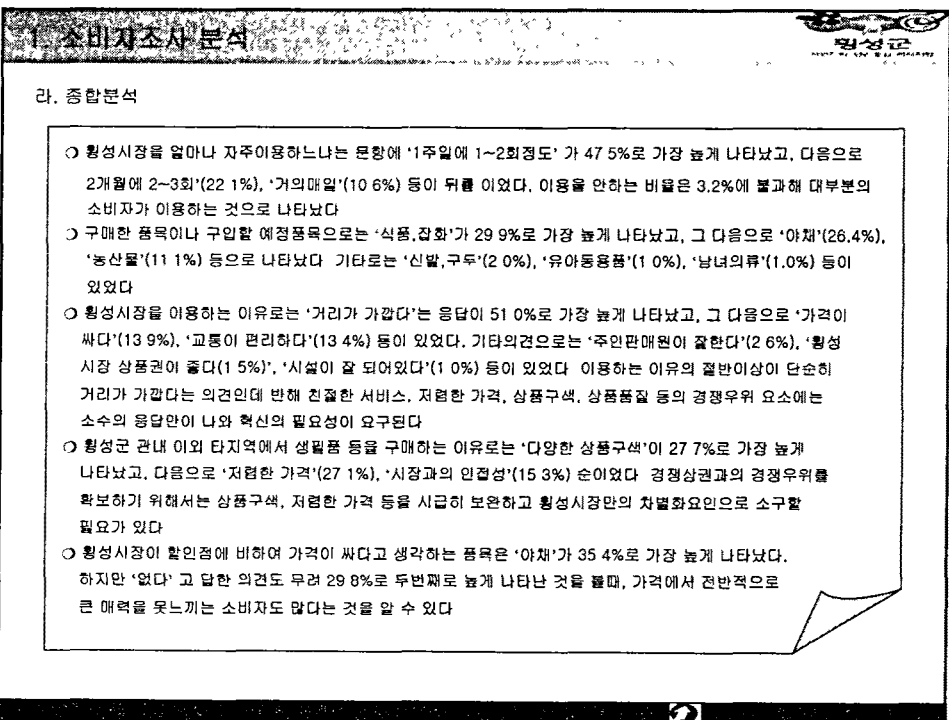 1. 소비자조사 분석
횡성군
라. 종합분석
❍ 횡성시장을 얼마나 자주이용하느냐는 문항에 '1주일에 1~2회정도' 가 47 5%로 가장 높게 나타났고, 다음으로
2개월에 2~3회'(22 1%), '거의매일'(10 6%) 등이 뒤를 이었다, 이용을 안하는 비율은 3.2%에 불과해 대부분의
소비자가 이용하는 것으로 나타났다
❍ 구매한 품목이나 구입할 예정품목으로는 '식품,잡화'가 29 9%로 가장 높게 나타났고, 그 다음으로 '야채'(26.4%),
'농산물'(11 1%) 등으로 나타났다 기타로는 '신발,구두'(2 0%), '유아동용품'(1 0%), '남녀의류'(1.0%) 등이
있었다
❍ 횡성시장을 이용하는 이유로는 '거리가 가깝다'는 응답이 51 0%로 가장 높게 나타났고, 그 다음으로 '가격이
싸다'(13 9%), '교통이 편리하다'(13 4%) 등이 있었다, 기타의견으로는 '주인판매원이 잘한다'(2 6%), '횡성
시장 상품권이 좋다(1 5%)', '시설이 잘 되어있다'(1 0%) 등이 있었다 이용하는 이유의 절반이상이 단순히
거리가 가깝다는 의견인데 반해 친절한 서비스, 저렴한 가격, 상품구색, 상품품질 등의 경쟁우위 요소에는
소수의 응답만이 나와 혁신의 필요성이 요구된다
❍ 횡성군 관내 이외 타지역에서 생필품 등을 구매하는 이유로는 '다양한 상품구색'이 27 7%로 가장 높게
나타났고, 다음으로 '저렴한 가격'(27 1%), '시장과의 인접성'(15 3%) 순이었다 경쟁상권과의 경쟁우위를
확보하기 위해서는 상품구색, 저렴한 가격 등을 시급히 보완하고 횡성시장만의 차별화요인으로 소구할
필요가 있다
❍ 횡성시장이 할인점에 비하여 가격이 싸다고 생각하는 품목은 '야채'가 35 4%로 가장 높게 나타났다.
하지만 '없다' 고 답한 의견도 무려 29 8%로 두번째로 높게 나타난 것을 볼때, 가격에서 전반적으로
큰 매력을 못느끼는 소비자도 많다는 것을 알 수 있다